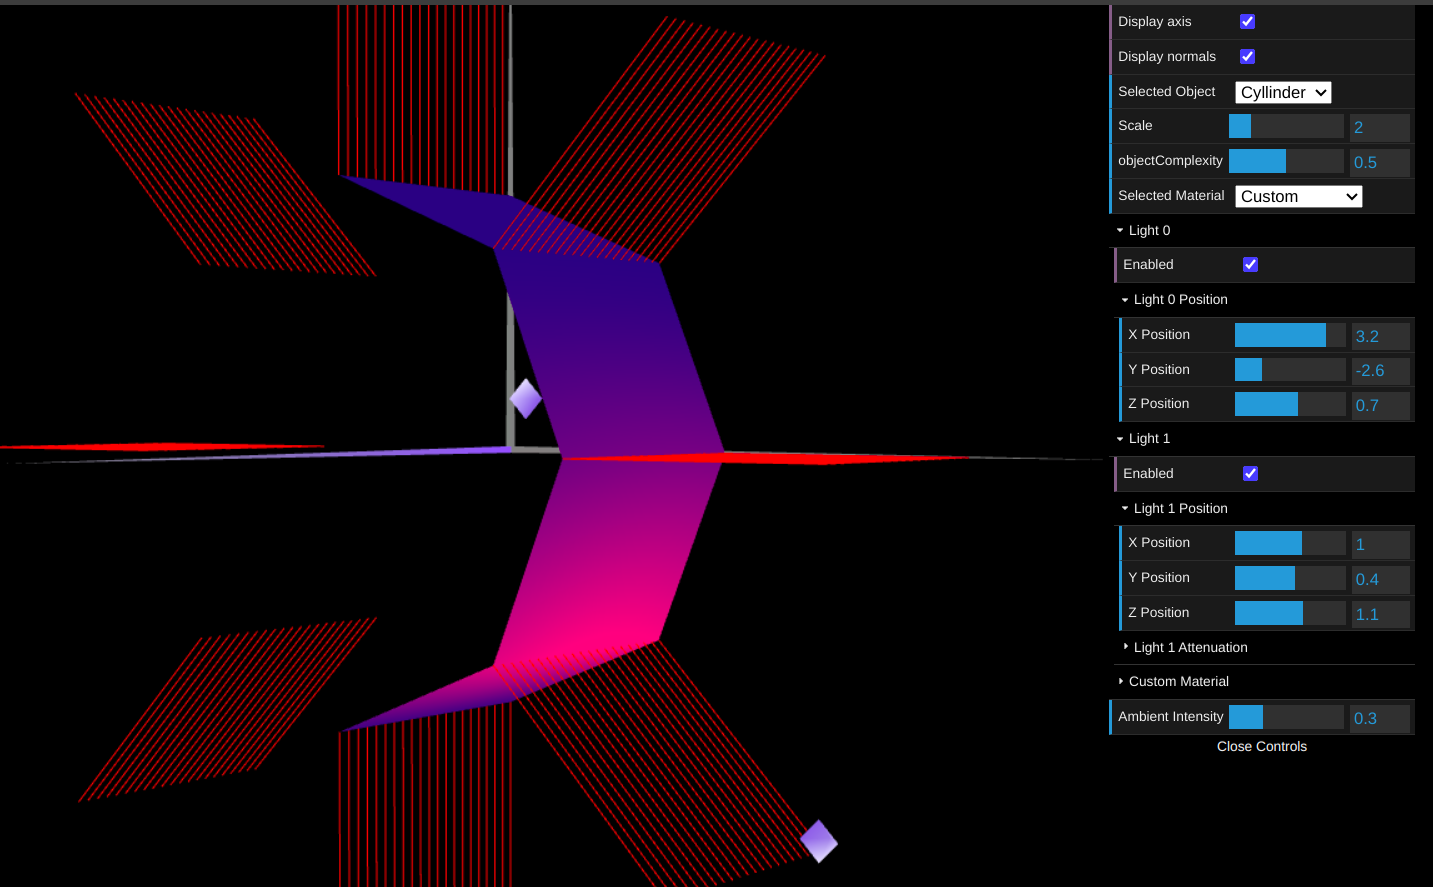 Display axis
Display normals
Selected Object Cyllinder
Scale 2
objectComplexity 0.5
Selected Material Custom
Light 0
Enabled
Light 0 Position
X Position 3.2
Y Position -2.6
Z Position 0.7
Light 1
Enabled
Light 1 Position
X Position 1
Y Position 0.4
Z Position 1.1
Light 1 Attenuation
Custom Material
Ambient Intensity 0.3
Close Controls